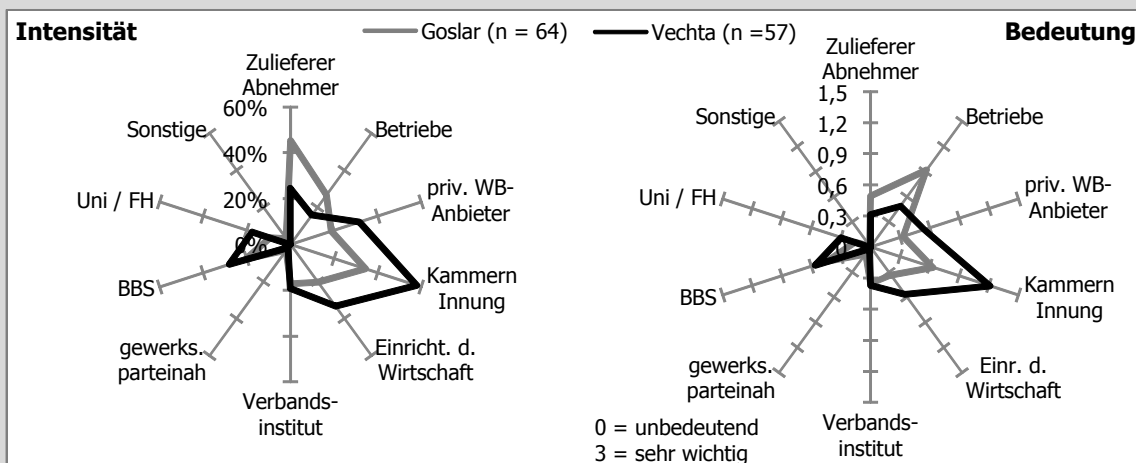 Intensität
Goslar (n = 64)
Vechta (n =57)
Bedeutung
Zulieferer
Abnehmer
60%
40%
20%
0%
Sonstige
Betriebe
Uni / FH
priv. WB-
Anbieter
BBS
Kammern
Innung
gewerks.
parteinah
Einricht. d.
Wirtschaft
Verbands-
institut
Zulieferer
Abnehmer
1,5
1,2
0,9
0,6
0,3
0
Sonstige
Betriebe
Uni / FH
priv. WB-
Anbieter
BBS
Kammern
Innung
gewerks.
parteinah
Einr. d.
Wirtschaft
Verbands-
institut
0 = unbedeutend
3 = sehr wichtig